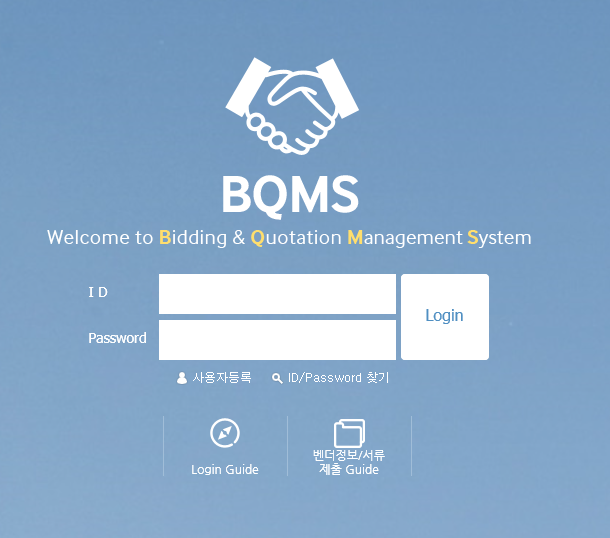 BQMS
Welcome to Bidding & Quotation Management System
I D
Login
Password
사용자등록 ID/Password 찾기
Login Guide
벤더정보/서류
제출 Guide